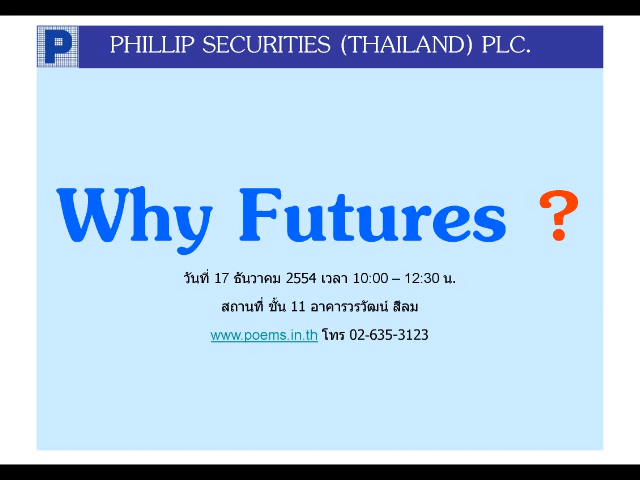 P PHILLIP SECURITIES (THAILAND) PLC.
Why Futures ?
วันที่ 17 ธันวาคม 2554 เวลา 10:00 – 12:30 น.
สถานที่ ชั้น 11 อาคารวรวัฒน์ สีลม
www.poems.in.th โทร 02-635-3123